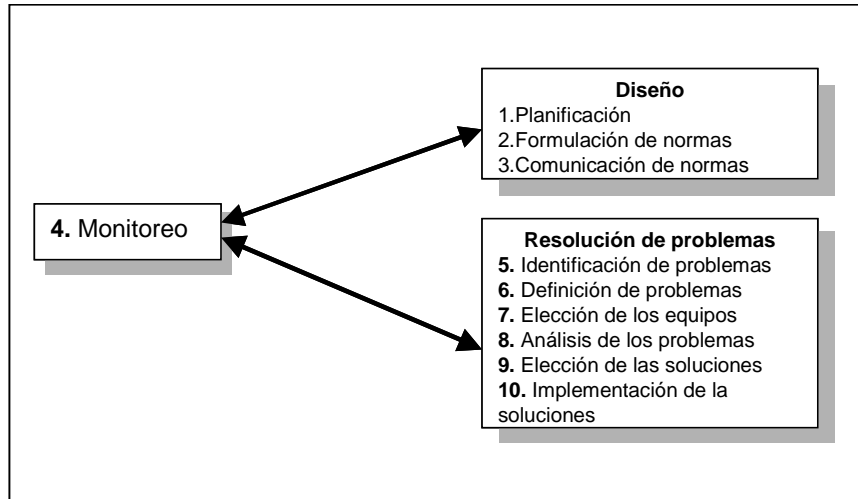 Diseño
1.Planificación
2.Formulación de normas
3.Comunicación de normas
4. Monitoreo
Resolución de problemas
5. Identificación de problemas
6. Definición de problemas
7. Elección de los equipos
8. Análisis de los problemas
9. Elección de las soluciones
10. Implementación de la
soluciones